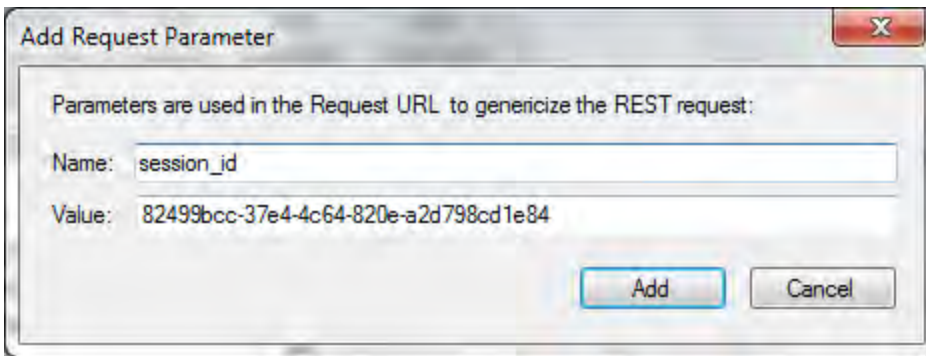 Add Request Parameter
Parameters are used in the Request URL to genericize the REST request:
Name: session_id
Value: 82499bcc-37e4-4c64-820e-a2d798cd1e84
Add Cancel